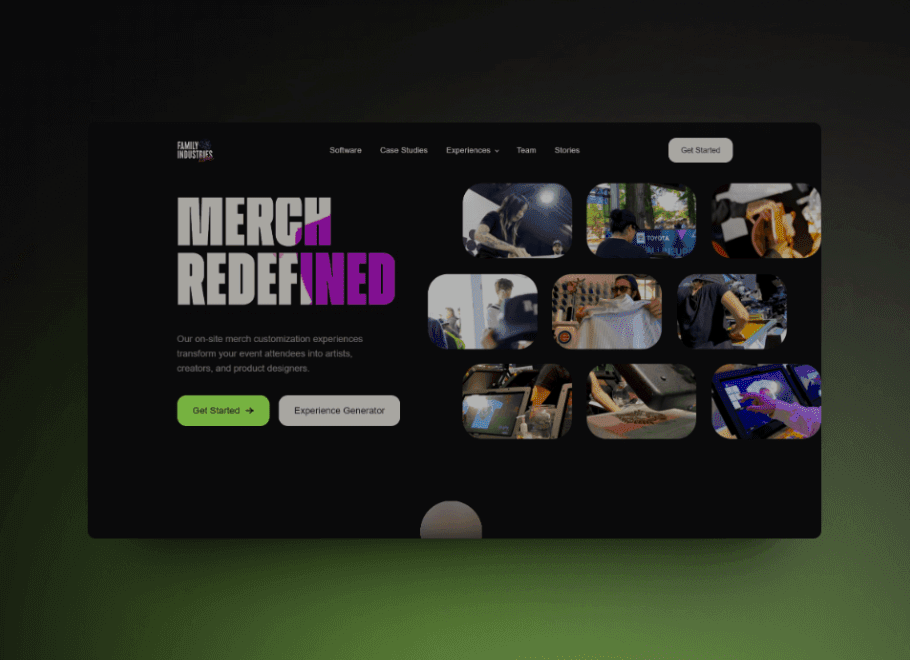 FAMILY
INDUSTRIES
Software
Case Studies
Experiences
Team
Stories
Get Started
MERCH
REDEFINED
Our on-site merch customization experiences
transform your event attendees into artists,
creators, and product designers.
Get Started →
Experience Generator
TOYOTA